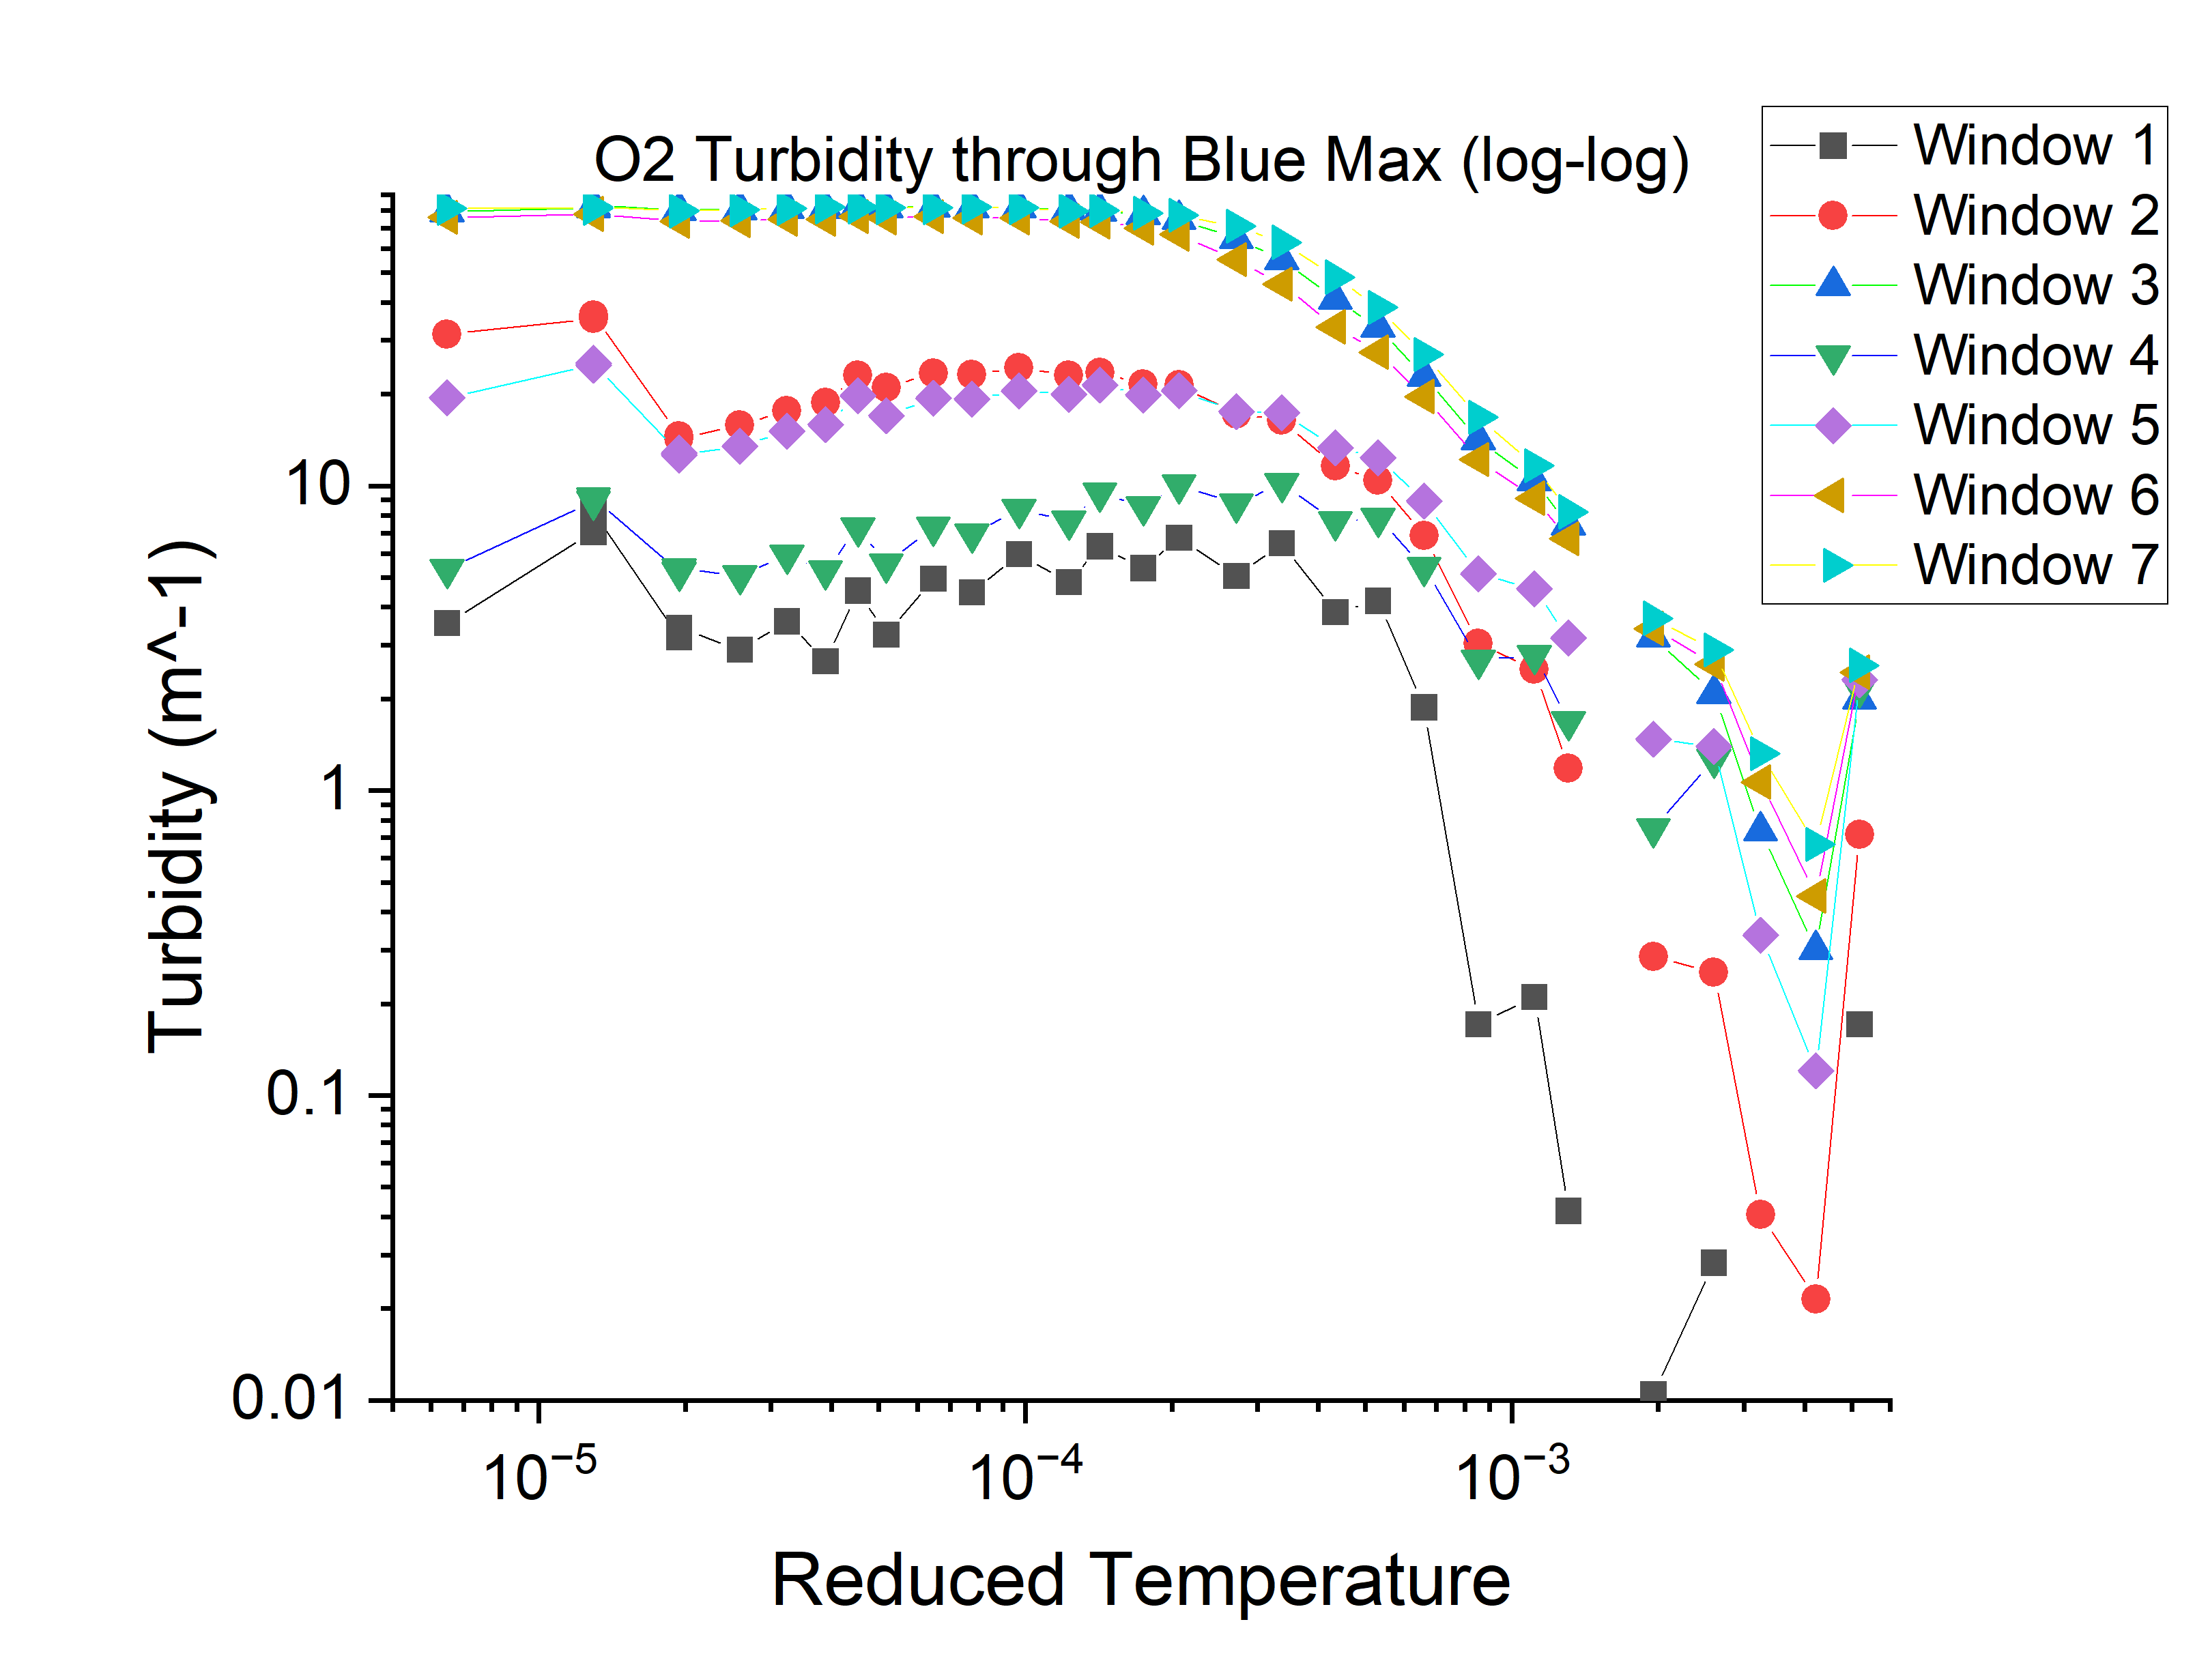 O2 Turbidity through Blue Max (log-log)
Window 1
Window 2
Window 3
Window 4
Window 5
Window 6
Window 7
Turbidity (m^-1)
10
1
0.1
0.01
10⁻⁵ 10⁻⁴ 10⁻³
Reduced Temperature